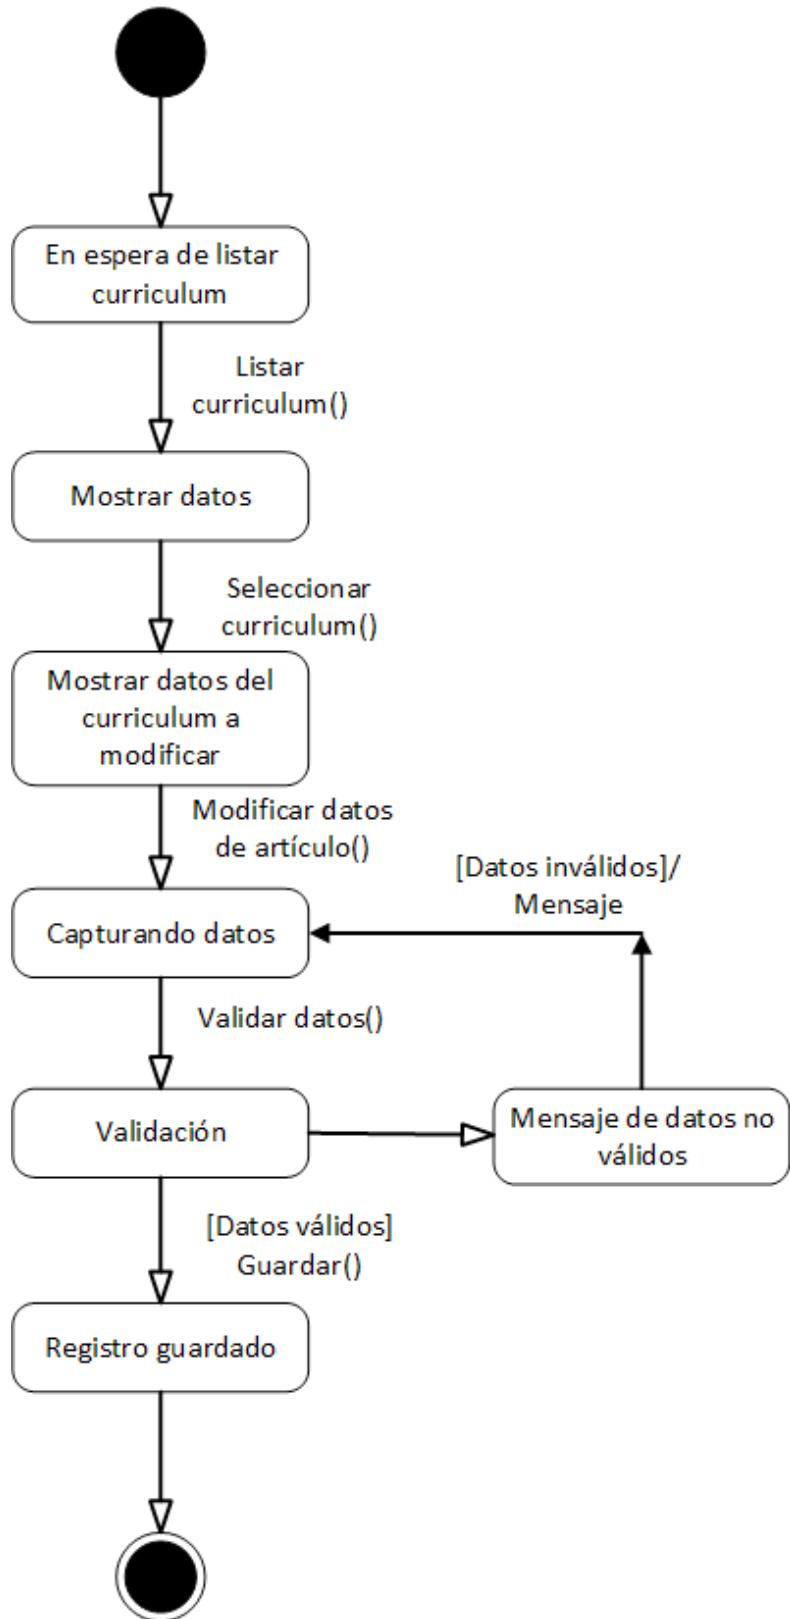 En espera de listar
curriculum
Listar
curriculum()
Mostrar datos
Seleccionar
curriculum()
Mostrar datos del
curriculum a
modificar
Modificar datos
de artículo()
[Datos inválidos]/
Mensaje
Capturando datos
Validar datos()
Validación
Mensaje de datos no
válidos
[Datos válidos]
Guardar()
Registro guardado